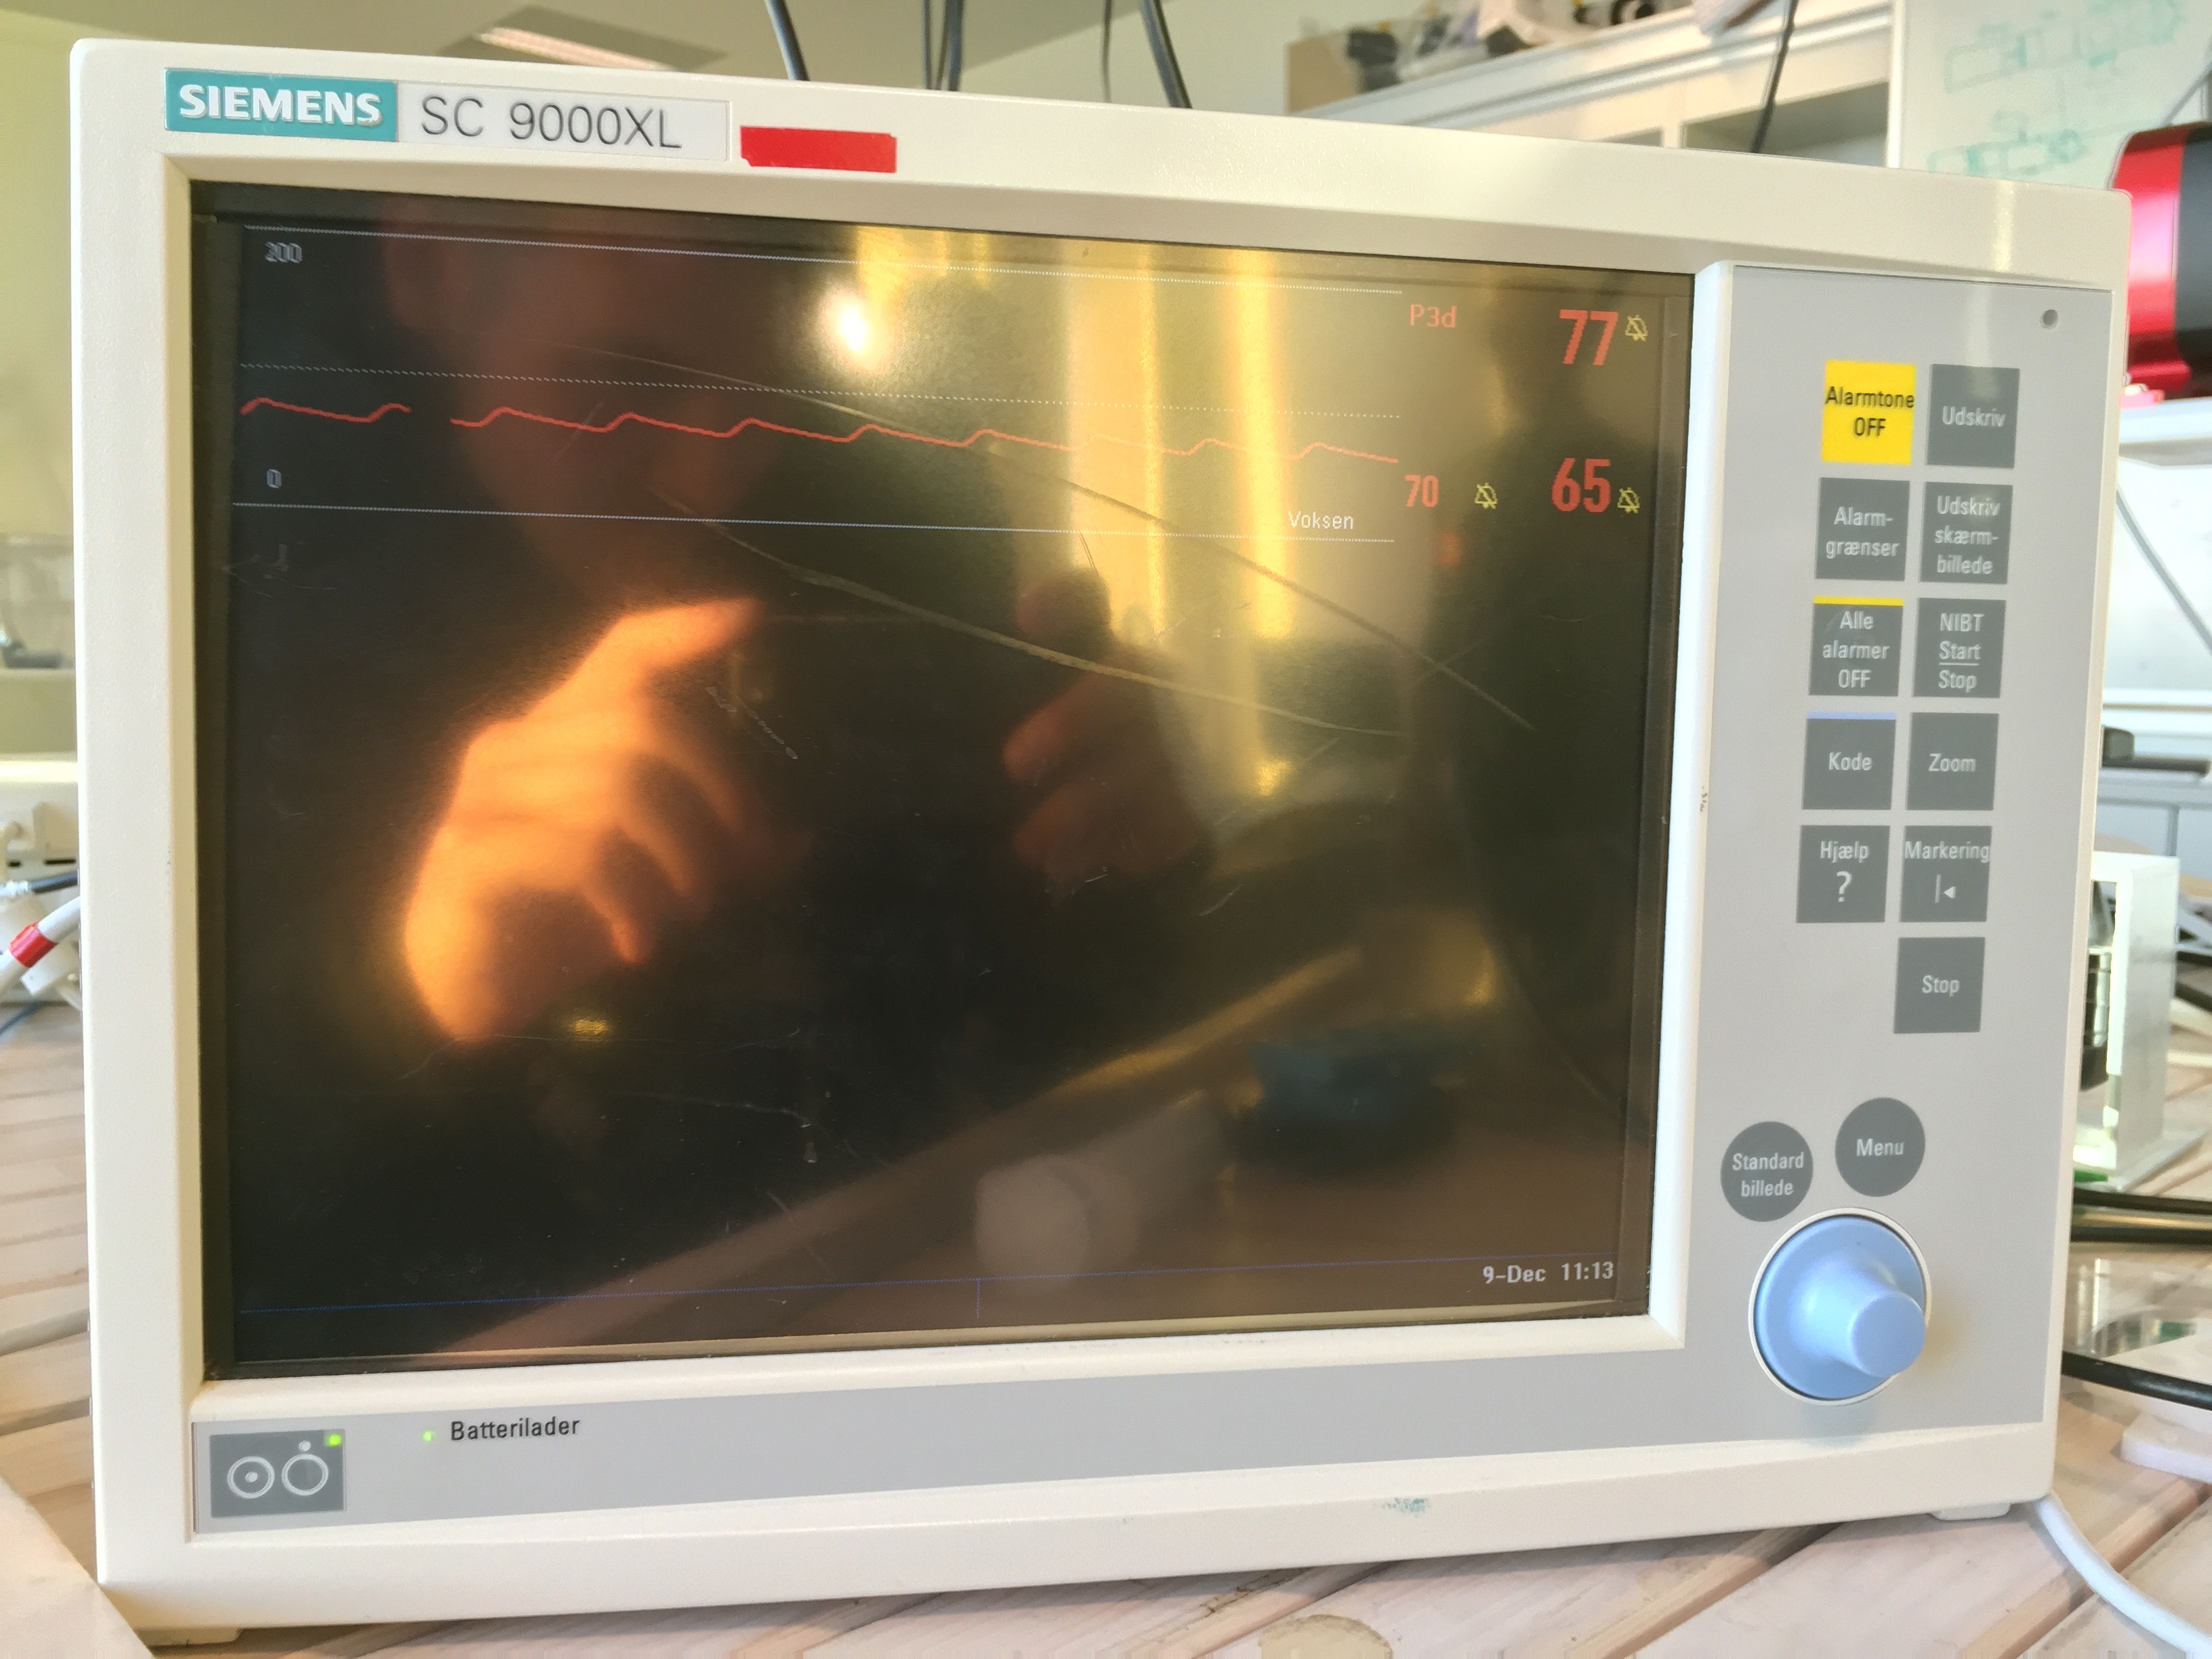 SIEMENS SC 9000XL
200
P3d 77
0
70 65
Voksen
9-Dec 11:13
Alarmtone
OFF
Udskriv
Alarm-
grænser
Udskriv
skærm-
billede
Alle
alarmer
OFF
NIBT
Start
Stop
Kode
Zoom
Hjælp
?
Markering
Stop
Standard
billede
Menu
Batterilader